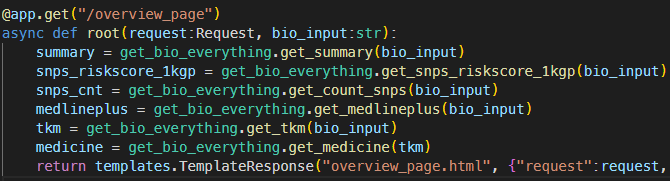 @app.get("/overview_page")
async def root(request:Request, bio_input:str):
    summary = get_bio_everything.get_summary(bio_input)
    snps_riskscore_1kgp = get_bio_everything.get_snps_riskscore_1kgp(bio_input)
    snps_cnt = get_bio_everything.get_count_snps(bio_input)
    medlineplus = get_bio_everything.get_medlineplus(bio_input)
    tkm = get_bio_everything.get_tkm(bio_input)
    medicine = get_bio_everything.get_medicine(tkm)
    return templates.TemplateResponse("overview_page.html", {"request":request,